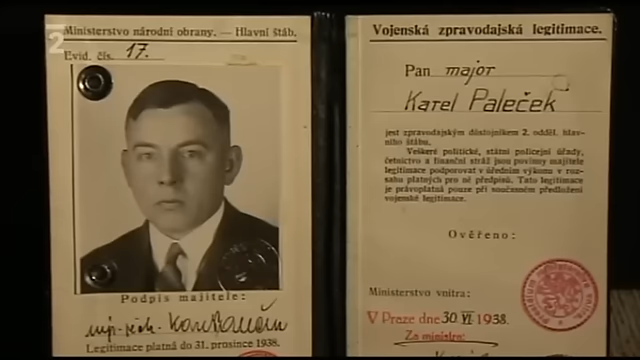 2
Ministerstvo národní obrany. — Hlavní štáb.
Evid. čís. 17.
Podpis majitele:
Legitimace platná do 31. prosince 1938.
Vojenská zpravodajská legitimace.
Pan major
Karel Paleček
jest zpravodajským důstojníkem 2. odděl. hlav-
ního štábu.
Veškeré politické, státní policejní úřady,
četnictvo a finanční stráž jsou povinny majitele
legitimace podporovat v úředním výkonu v roz-
sahu platných pro ně předpisů. Tato legitimace
je právoplatná pouze při současném předložení
vojenské legitimace.
Ověřeno:
Ministerstvo vnitra:
V Praze dne 30. VI 1938.
Za ministra: